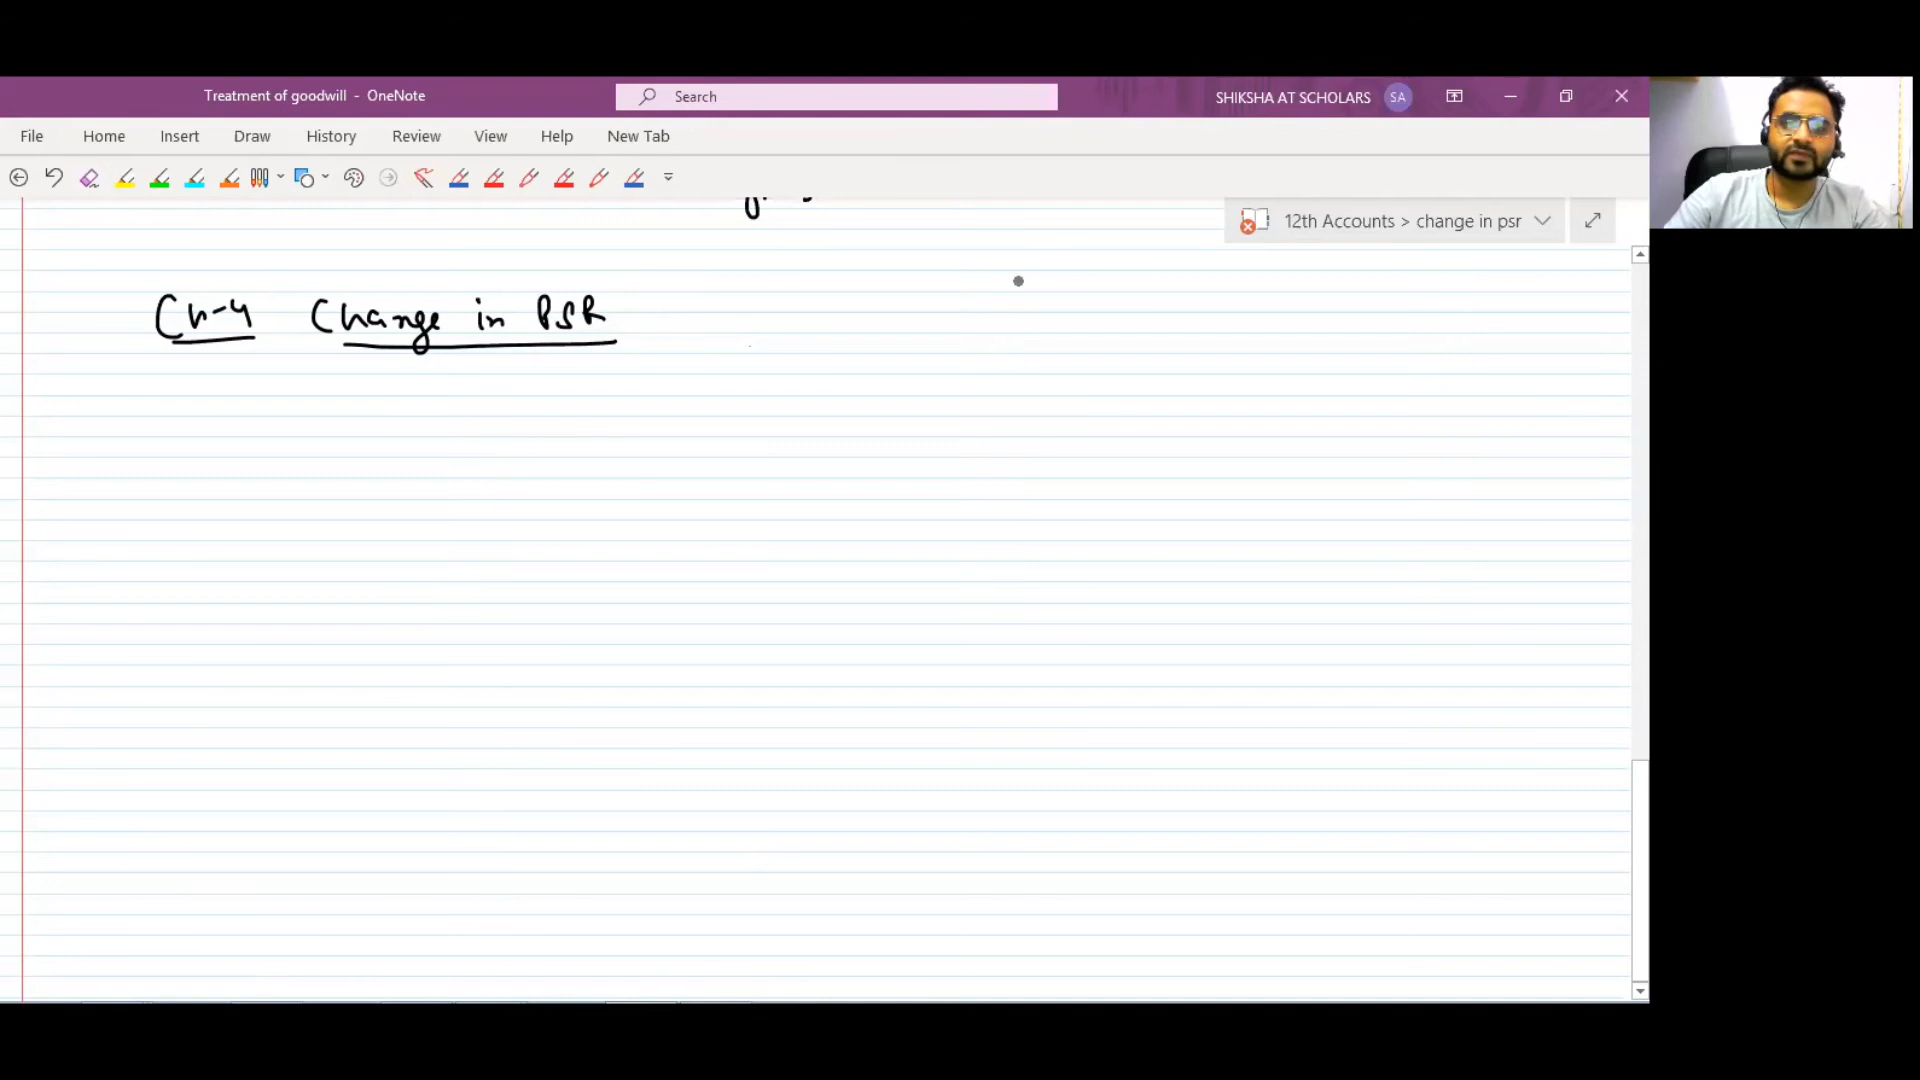 Treatment of goodwill - OneNote
Search
SHIKSHA AT SCHOLARS SA
File Home Insert Draw History Review View Help New Tab
12th Accounts > change in psr
Ch-4 Change in PSR